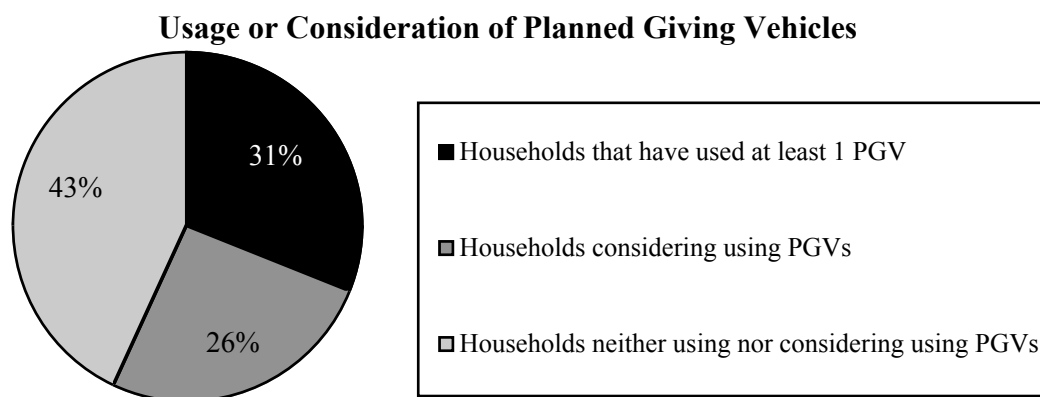 Usage or Consideration of Planned Giving Vehicles
31%
43%
26%
Households that have used at least 1 PGV
Households considering using PGVs
Households neither using nor considering using PGVs